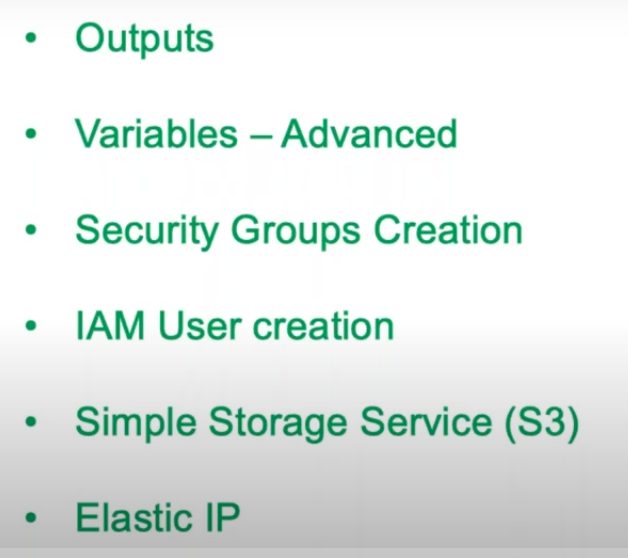 • Outputs
• Variables – Advanced
• Security Groups Creation
• IAM User creation
• Simple Storage Service (S3)
• Elastic IP